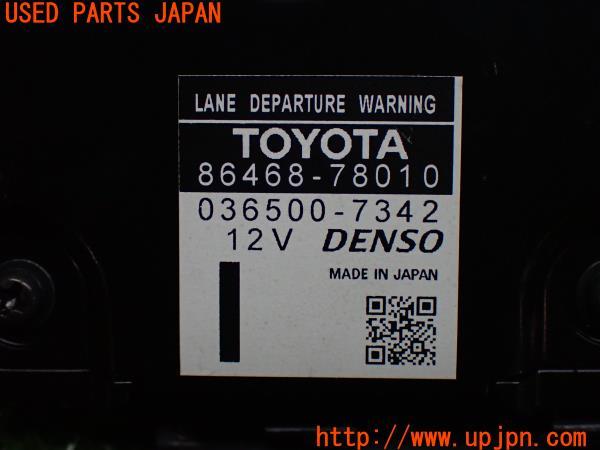 USED PARTS JAPAN
LANE DEPARTURE WARNING
TOYOTA
86468-78010
036500-7342
12V DENSO
MADE IN JAPAN
UPJ
www.upjpn.com